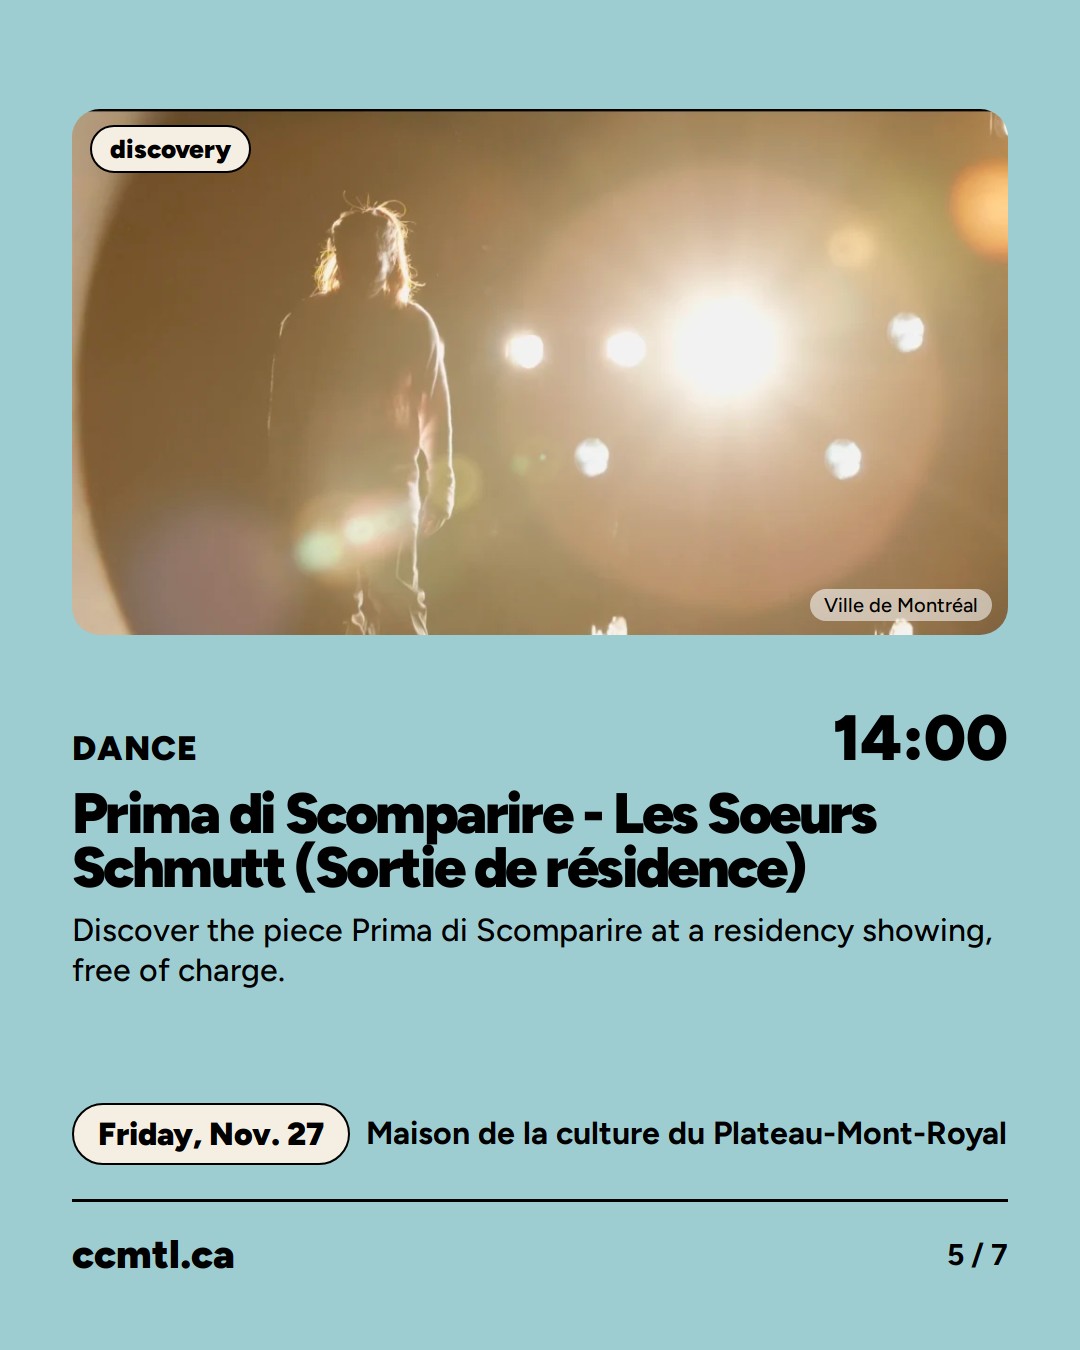 discovery
Ville de Montréal
DANCE
14:00
Prima di Scomparire - Les Soeurs
Schmutt (Sortie de résidence)
Discover the piece Prima di Scomparire at a residency showing,
free of charge.
Friday, Nov. 27
Maison de la culture du Plateau-Mont-Royal
ccmtl.ca
5 / 7